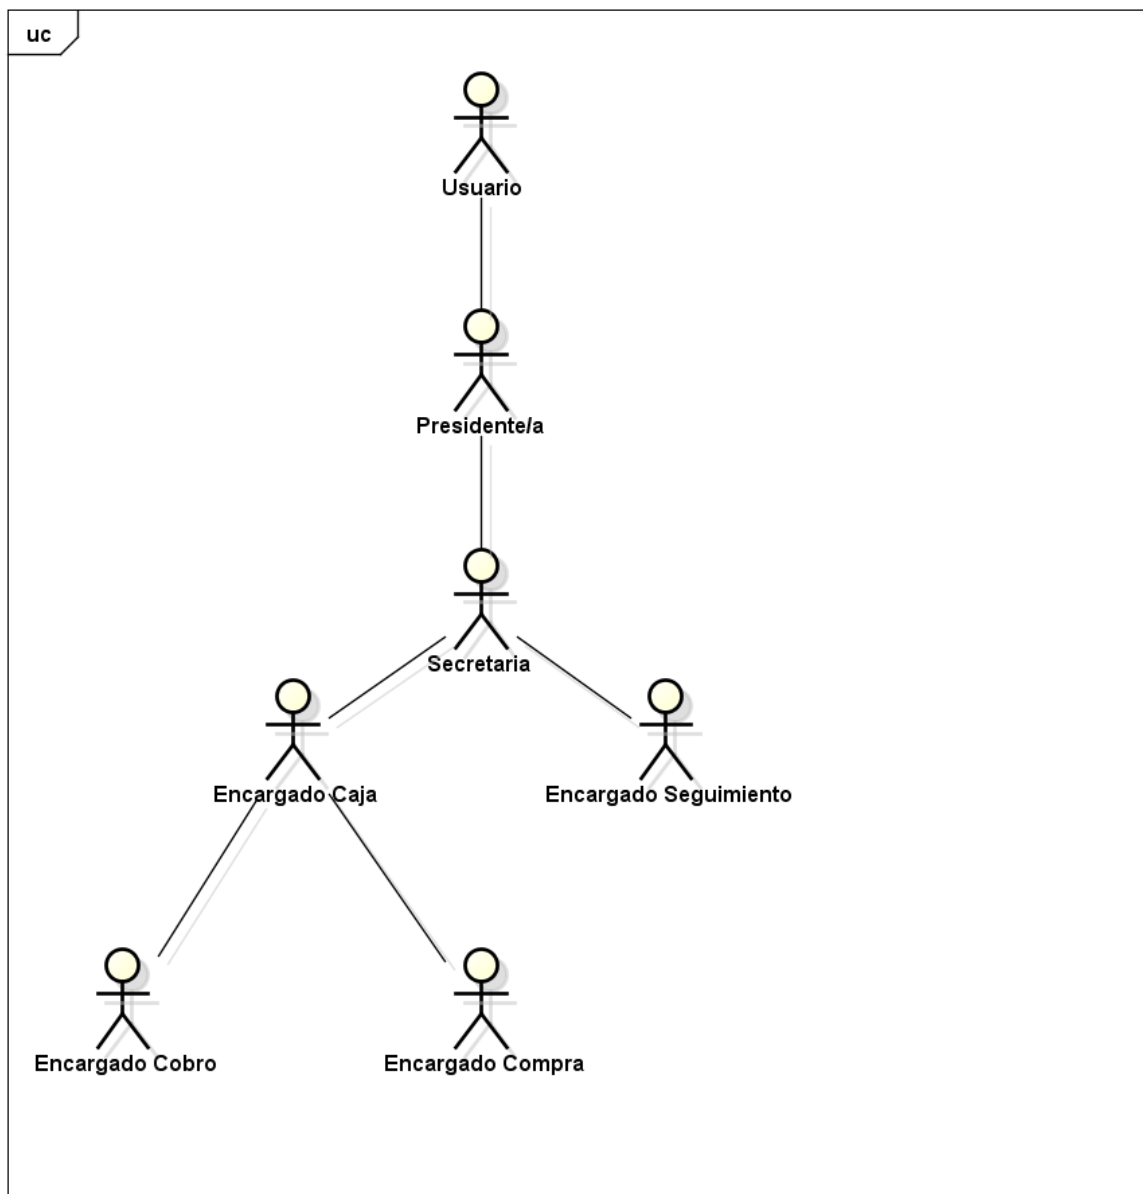 uc
Usuario
Presidente/a
Secretaria
Encargado Caja
Encargado Seguimiento
Encargado Cobro
Encargado Compra